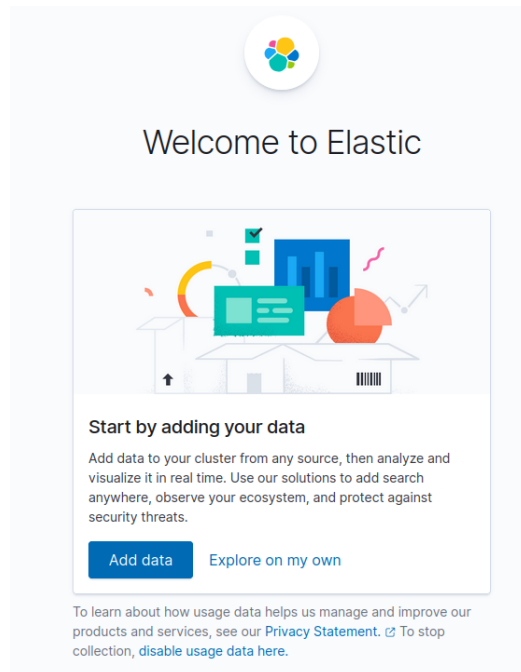 Welcome to Elastic
Start by adding your data
Add data to your cluster from any source, then analyze and
visualize it in real time. Use our solutions to add search
anywhere, observe your ecosystem, and protect against
security threats.
Add data
Explore on my own
To learn about how usage data helps us manage and improve our
products and services, see our Privacy Statement. To stop
collection, disable usage data here.